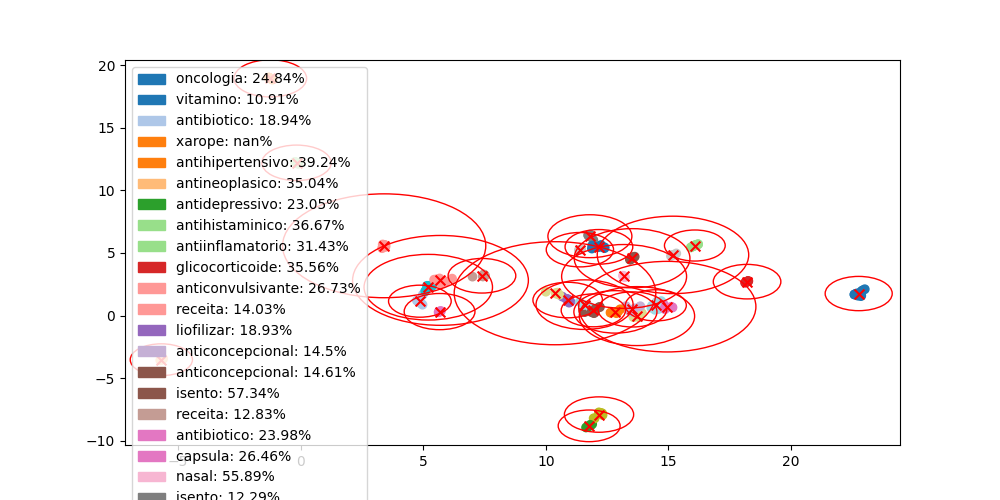 20
15
10
5
0
−5
−10
oncologia: 24.84%
vitamino: 10.91%
antibiotico: 18.94%
xarope: nan%
antihipertensivo: 39.24%
antineoplasico: 35.04%
antidepressivo: 23.05%
antihistaminico: 36.67%
antiinflamatorio: 31.43%
glicocorticoide: 35.56%
anticonvulsivante: 26.73%
receita: 14.03%
liofilizar: 18.93%
anticoncepcional: 14.5%
anticoncepcional: 14.61%
isento: 57.34%
receita: 12.83%
antibiotico: 23.98%
capsula: 26.46%
nasal: 55.89%
isento: 12.29%
−5 0 5 10 15 20